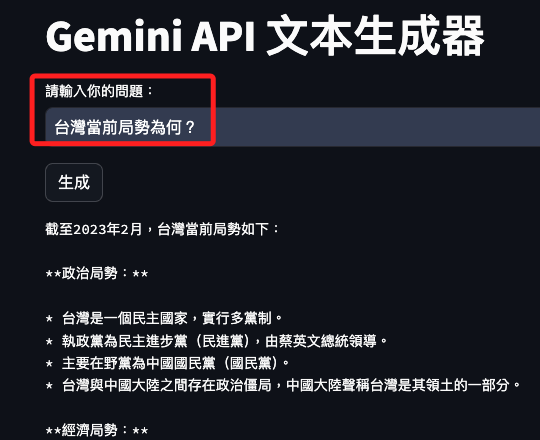 Gemini API 文本生成器
請輸入你的問題：
台灣當前局勢為何？
生成
截至2023年2月，台灣當前局勢如下：
**政治局勢：**
* 台灣是一個民主國家，實行多黨制。
* 執政黨為民主進步黨（民進黨），由蔡英文總統領導。
* 主要在野黨為中國國民黨（國民黨）。
* 台灣與中國大陸之間存在政治僵局，中國大陸聲稱台灣是其領土的一部分。
**經濟局勢：**